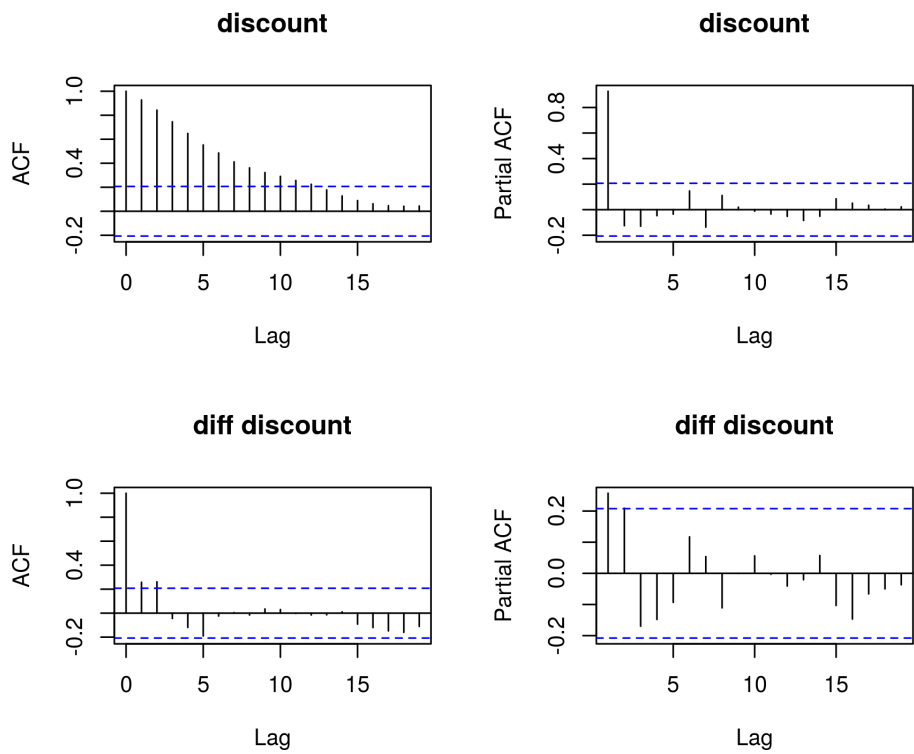 discount
ACF
-0.2 0.4 1.0
0 5 10 15
Lag
discount
Partial ACF
-0.2 0.4 0.8
5 10 15
Lag
diff discount
ACF
-0.2 0.4 1.0
0 5 10 15
Lag
diff discount
Partial ACF
-0.2 0.0 0.2
5 10 15
Lag